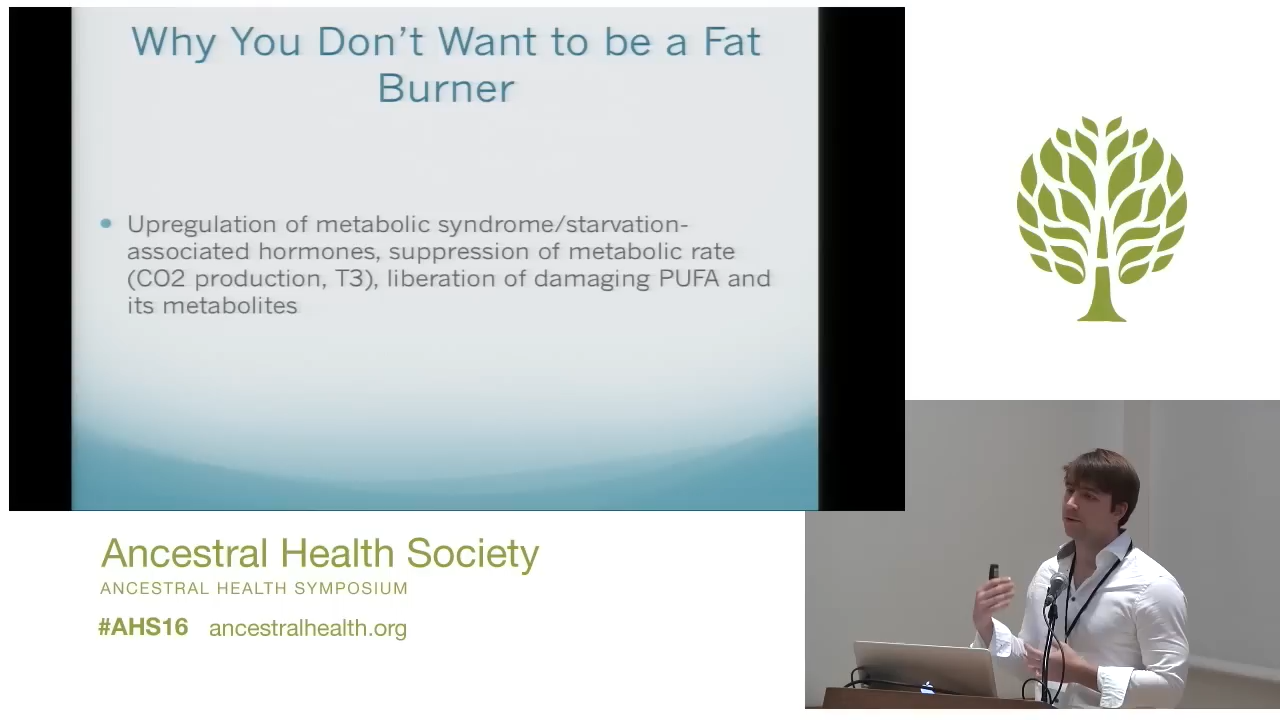 Why You Don't Want to be a Fat
Burner
• Upregulation of metabolic syndrome/starvation-
associated hormones, suppression of metabolic rate
(CO2 production, T3), liberation of damaging PUFA and
its metabolites
Ancestral Health Society
ANCESTRAL HEALTH SYMPOSIUM
#AHS16 ancestralhealth.org